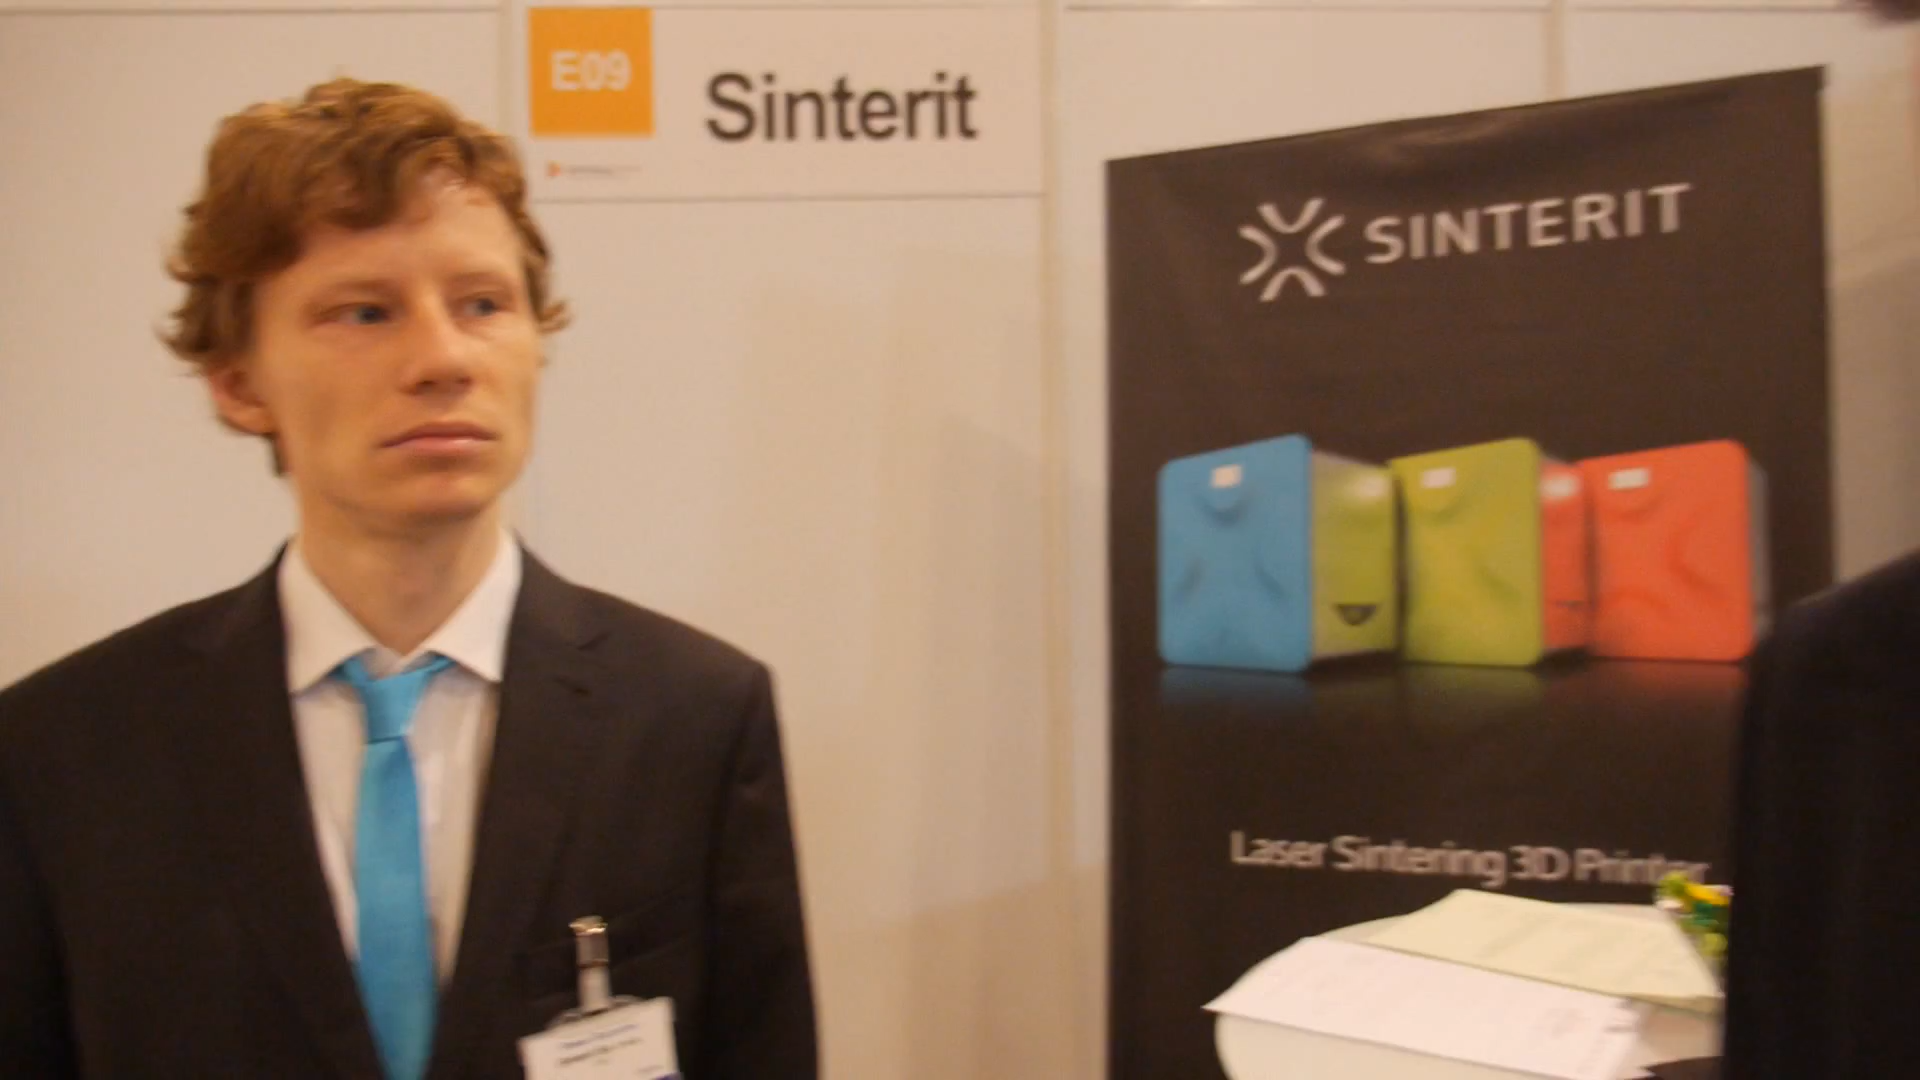 E09
Sinterit
SINTERIT
Laser Sintering 3D Printer